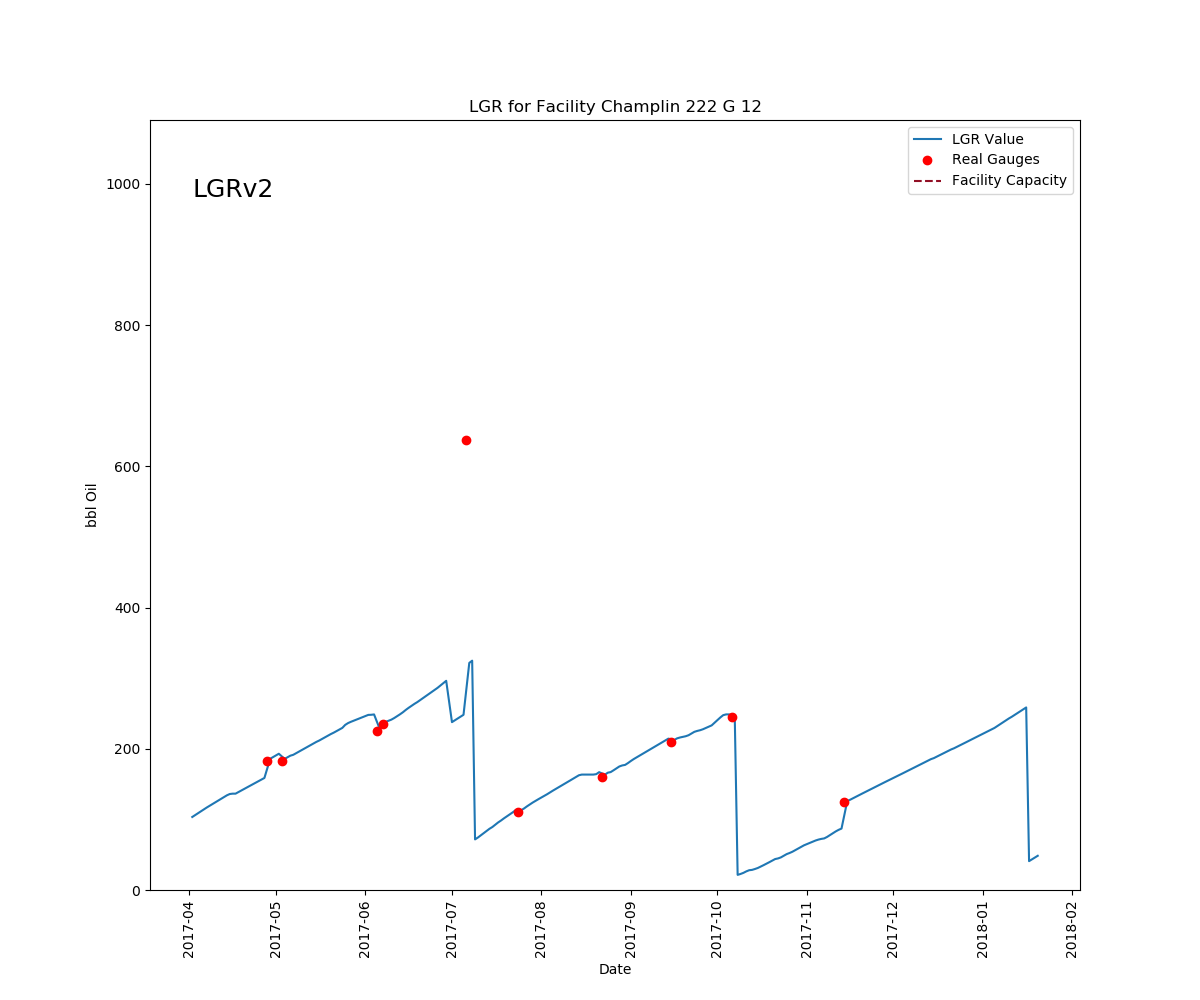 LGR for Facility Champlin 222 G 12
LGRv2
LGR Value
Real Gauges
Facility Capacity
bbl Oil
1000
800
600
400
200
0
2017-04
2017-05
2017-06
2017-07
2017-08
2017-09
2017-10
2017-11
2017-12
2018-01
2018-02
Date